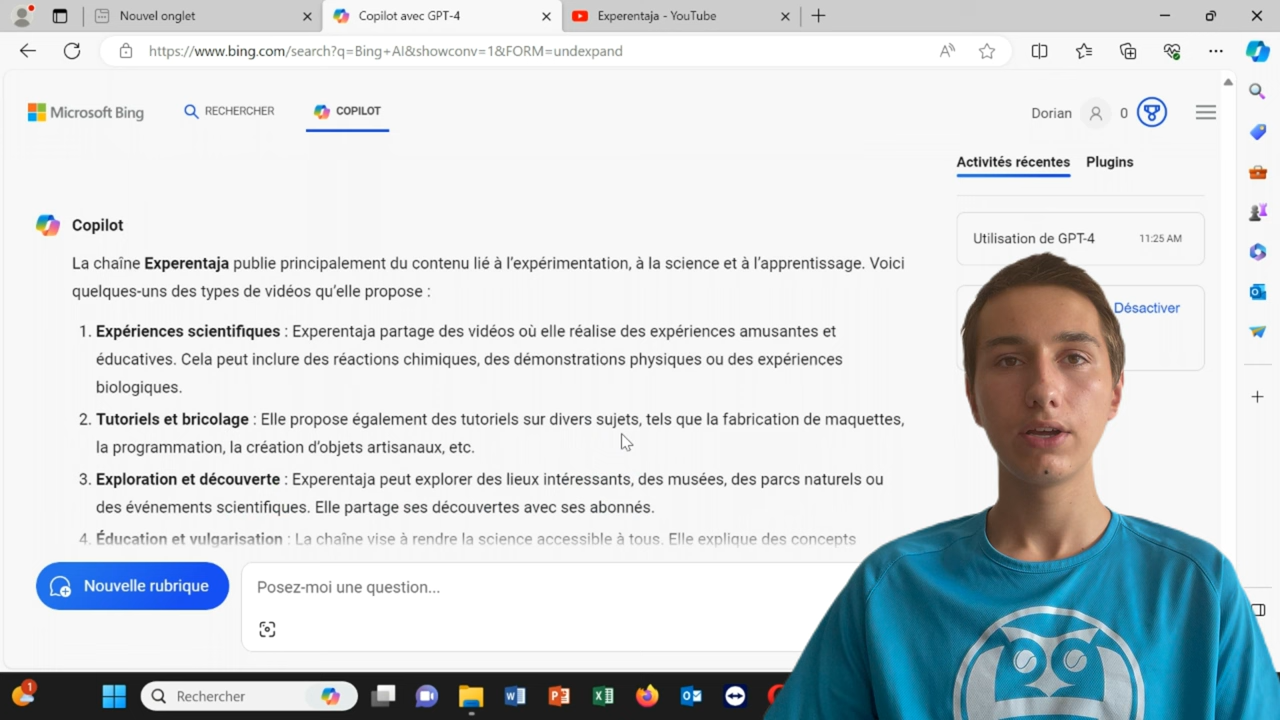 Nouvel onglet
Copilot avec GPT-4
Experentaja - YouTube
https://www.bing.com/search?q=Bing+AI&showconv=1&FORM=undexpand
Microsoft Bing
RECHERCHER
COPILOT
Dorian
0
Activités récentes
Plugins
Utilisation de GPT-4
11:25 AM
Désactiver
Copilot
La chaîne Experentaja publie principalement du contenu lié à l'expérimentation, à la science et à l'apprentissage. Voici
quelques-uns des types de vidéos qu'elle propose :
1. Expériences scientifiques : Experentaja partage des vidéos où elle réalise des expériences amusantes et
éducatives. Cela peut inclure des réactions chimiques, des démonstrations physiques ou des expériences
biologiques.
2. Tutoriels et bricolage : Elle propose également des tutoriels sur divers sujets, tels que la fabrication de maquettes,
la programmation, la création d'objets artisanaux, etc.
3. Exploration et découverte : Experentaja peut explorer des lieux intéressants, des musées, des parcs naturels ou
des événements scientifiques. Elle partage ses découvertes avec ses abonnés.
4. Éducation et vulgarisation : La chaîne vise à rendre la science accessible à tous. Elle explique des concepts
Nouvelle rubrique
Posez-moi une question...
1
Rechercher